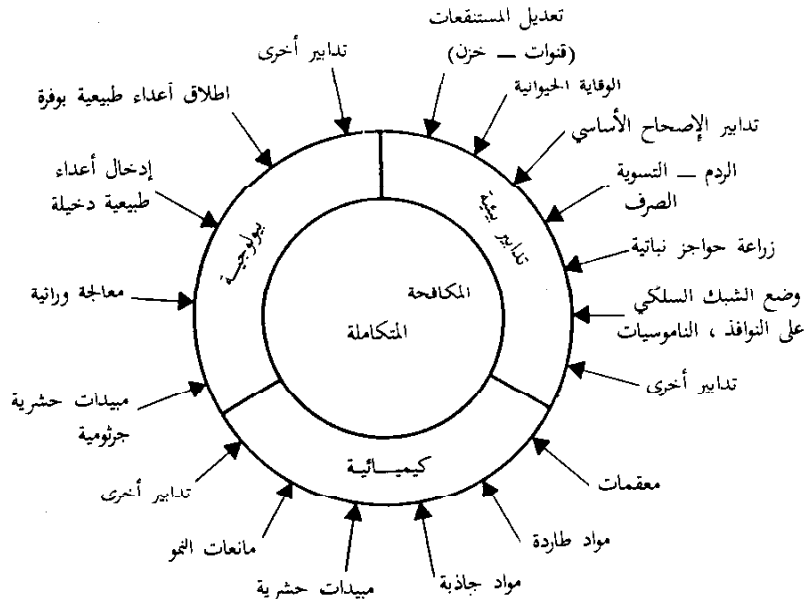 تعديل المستنقعات
(قنوات — خزن)
الوقاية الحيوانية
تدابير الإصحاح الأساسي
الردم — التسوية
الصرف
زراعة حواجز نباتية
وضع الشبك السلكي
على النوافذ ، الناموسيات
تدابير أخرى
تدابير بيئية
معقمات
مواد طاردة
مواد جاذبة
مبيدات حشرية
مانعات النمو
تدابير أخرى
كيميـــائية
مبيدات حشرية
جرثومية
معالجة وراثية
إدخال أعداء
طبيعية دخيلة
اطلاق أعداء طبيعية بوفرة
تدابير أخرى
بيولوجيـــة
المكافحة
المتكاملة